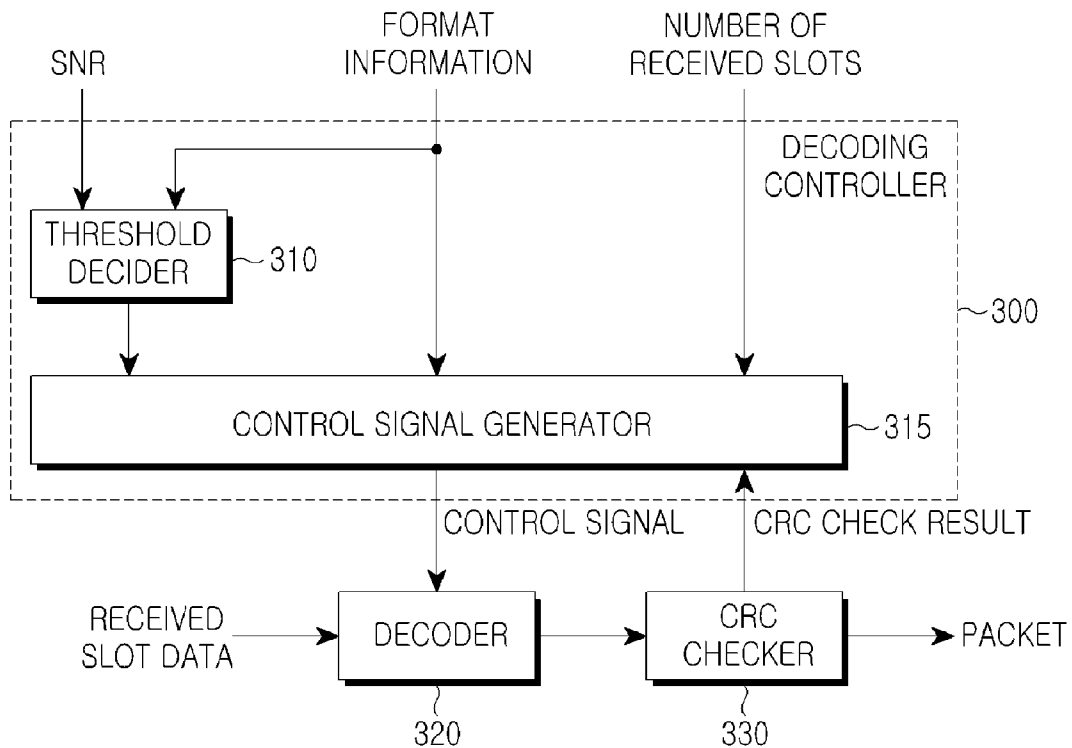 SNR
FORMAT
INFORMATION
NUMBER OF
RECEIVED SLOTS
DECODING
CONTROLLER
THRESHOLD
DECIDER
310
300
CONTROL SIGNAL GENERATOR
315
CONTROL SIGNAL
CRC CHECK RESULT
RECEIVED
SLOT DATA
DECODER
CRC
CHECKER
PACKET
320
330